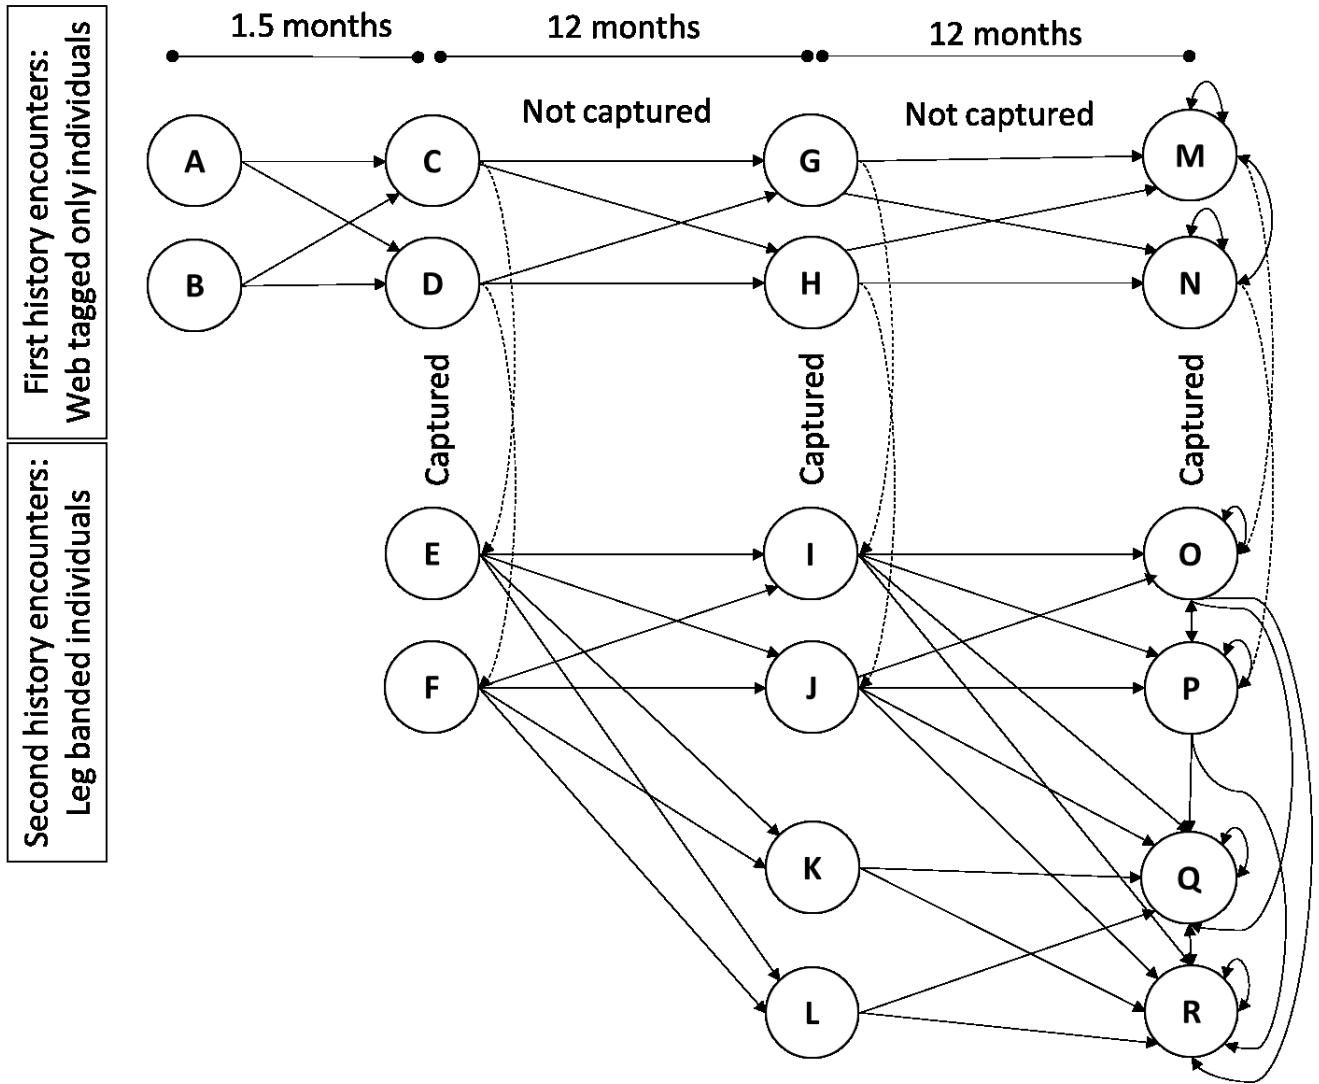 1.5 months
12 months
12 months
First history encounters:
Web tagged only individuals
Not captured
Not captured
A
C
G
M
B
D
H
N
Captured
Captured
Captured
Second history encounters:
Leg banded individuals
E
I
O
F
J
P
K
Q
L
R